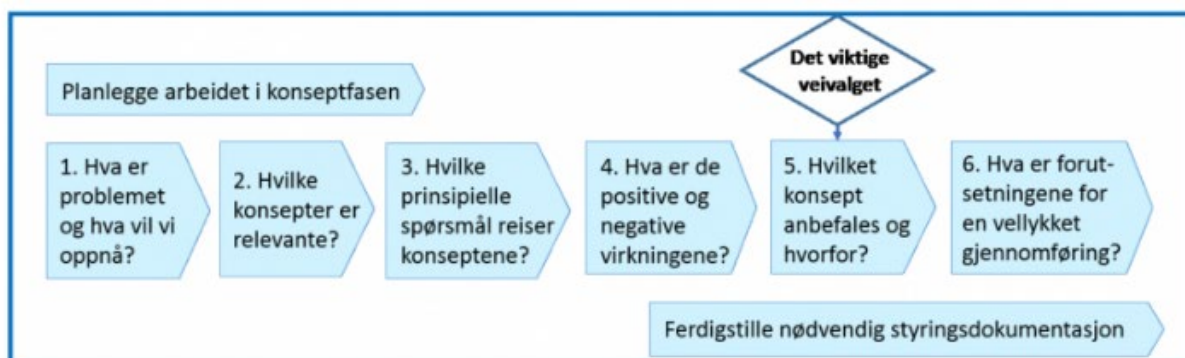 Det viktige
veivalget
Planlegge arbeidet i konseptfasen
1. Hva er
problemet
og hva vil vi
oppnå?
2. Hvilke
konsepter er
relevante?
3. Hvilke
prinsipielle
spørsmål reiser
konseptene?
4. Hva er de
positive og
negative
virkningene?
5. Hvilket
konsept
anbefales og
hvorfor?
6. Hva er forut-
setningene for
en vellykket
gjennomføring?
Ferdigstille nødvendig styringsdokumentasjon